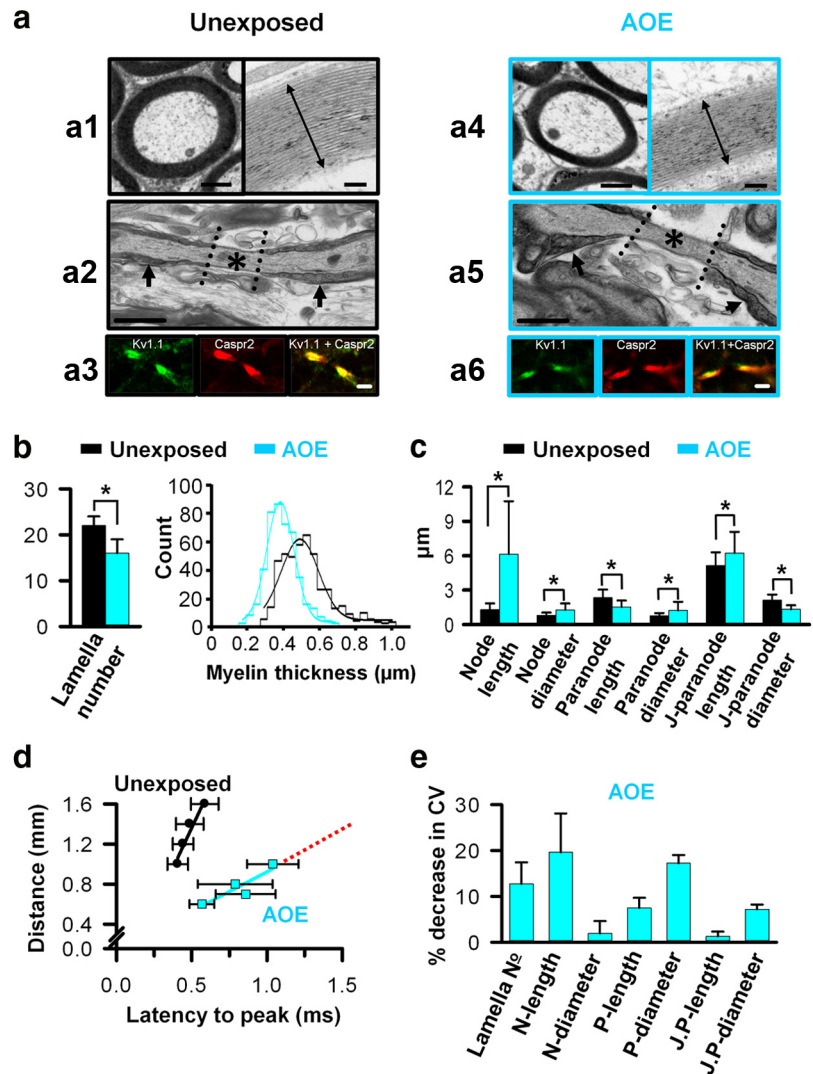 a
Unexposed
AOE
a1
a4
a2
*
a5
*
a3
Kv1.1
Caspr2
Kv1.1 + Caspr2
a6
Kv1.1
Caspr2
Kv1.1+Caspr2
b
Unexposed
AOE
30
20
10
0
*
Lamella
number
100
80
60
40
20
0
Count
0
0.4
0.6
0.8
1.0
Myelin thickness (µm)
c
Unexposed
AOE
12
9
6
3
0
µm
*
*
*
*
*
*
Node
length
Node
diameter
Paranode
length
Paranode
diameter
J-paranode
length
J-paranode
diameter
d
Unexposed
AOE
1.6
1.2
0.8
0.4
0.0
Distance (mm)
0.0
0.5
1.0
1.5
Latency to peak (ms)
e
AOE
30
20
10
0
% decrease in CV
Lamella Nº
N-length
N-diameter
P-length
P-diameter
J.P-length
J.P-diameter